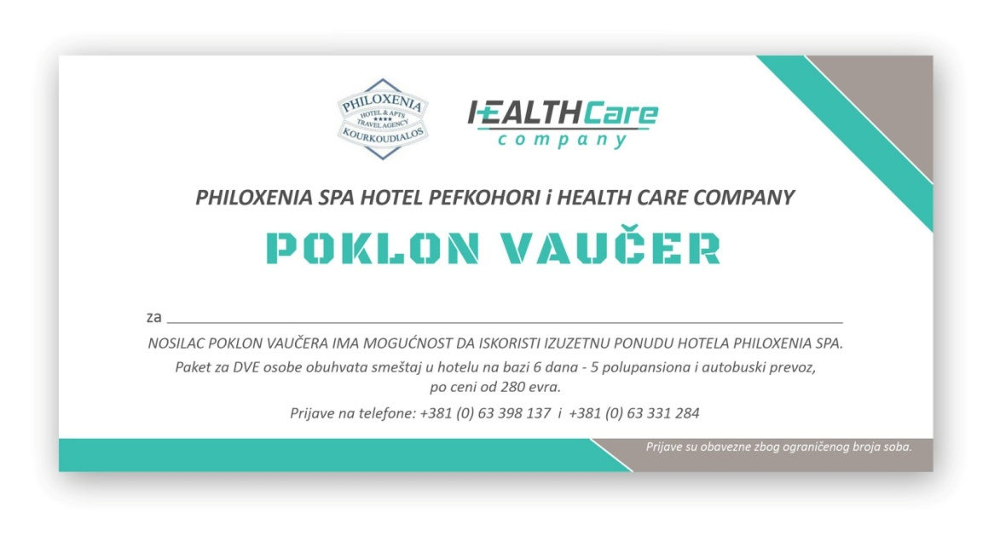 PHILOXENIA
HOTEL & APTS
★★★★
TRAVEL AGENCY
KOURKOUDIALOS
HEALTHCare
company
PHILOXENIA SPA HOTEL PEFKOHORI i HEALTH CARE COMPANY
POKLON VAUČER
za
NOSILAC POKLON VAUČERA IMA MOGUĆNOST DA ISKORISTI IZUZETNU PONUDU HOTELA PHILOXENIA SPA.
Paket za DVE osobe obuhvata smeštaj u hotelu na bazi 6 dana - 5 polupansiona i autobuski prevoz,
po ceni od 280 evra.
Prijave na telefone: +381 (0) 63 398 137 i +381 (0) 63 331 284
Prijave su obavezne zbog ograničenog broja soba.